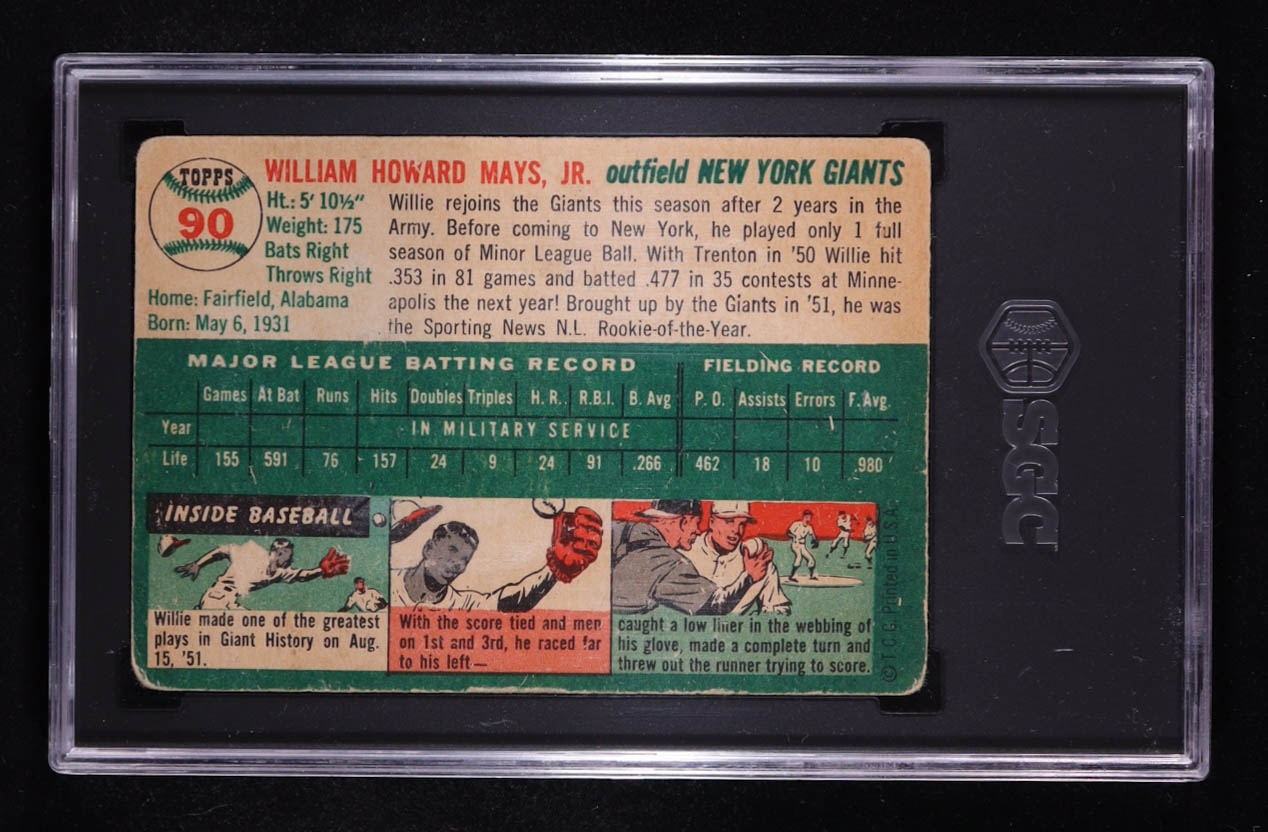 TOPPS
90
WILLIAM HOWARD MAYS, JR. outfield NEW YORK GIANTS
Ht.: 5' 10½"
Weight: 175
Bats Right
Throws Right
Home: Fairfield, Alabama
Born: May 6, 1931
Willie rejoins the Giants this season after 2 years in the
Army. Before coming to New York, he played only 1 full
season of Minor League Ball. With Trenton in '50 Willie hit
.353 in 81 games and batted .477 in 35 contests at Minne-
apolis the next year! Brought up by the Giants in '51, he was
the Sporting News N.L. Rookie-of-the-Year.
MAJOR LEAGUE BATTING RECORD FIELDING RECORD
Games At Bat Runs Hits Doubles Triples H. R. R.B.I. B. Avg P. O. Assists Errors F. Avg.
Year IN MILITARY SERVICE
Life 155 591 76 157 24 9 24 91 .266 462 18 10 .980
INSIDE BASEBALL
Willie made one of the greatest
plays in Giant History on Aug.
15, '51.
With the score tied and men
on 1st and 3rd, he raced far
to his left—
caught a low liner in the webbing of
his glove, made a complete turn and
threw out the runner trying to score.
© T. C. G. Printed in U.S.A.
SGC